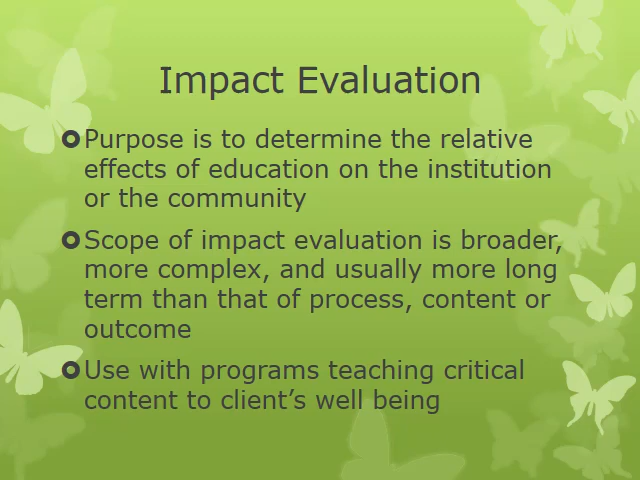 Impact Evaluation
Purpose is to determine the relative
effects of education on the institution
or the community
Scope of impact evaluation is broader,
more complex, and usually more long
term than that of process, content or
outcome
Use with programs teaching critical
content to client’s well being